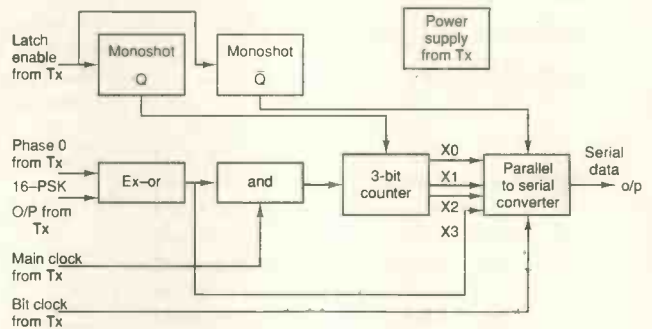 Latch
enable
from Tx
Monoshot
Q
Monoshot
Q̄
Power
supply
from Tx
Phase 0
from Tx
16–PSK
O/P from
Tx
Ex–or
and
3-bit
counter
X0
X1
X2
X3
Parallel
to serial
converter
Serial
data
o/p
Main clock
from Tx
Bit clock
from Tx